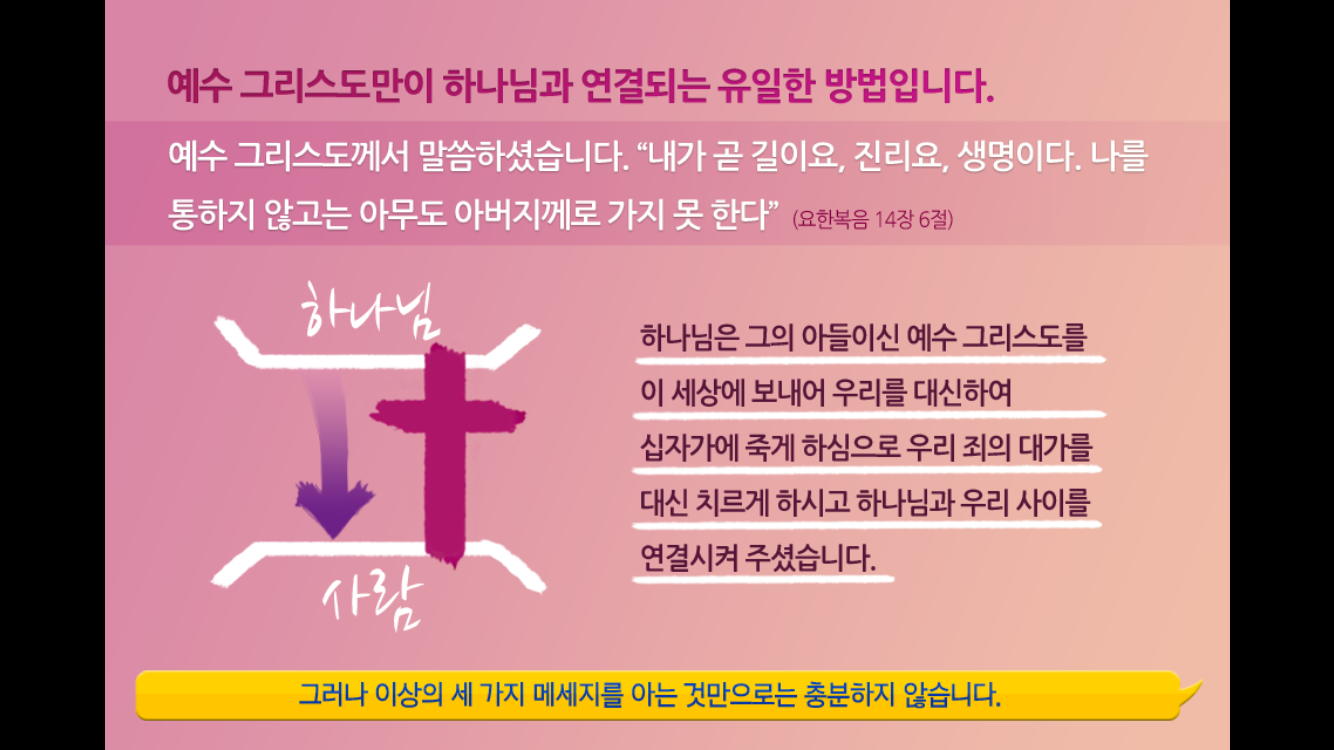 예수 그리스도만이 하나님과 연결되는 유일한 방법입니다.
예수 그리스도께서 말씀하셨습니다. “내가 곧 길이요, 진리요, 생명이다. 나를
통하지 않고는 아무도 아버지께로 가지 못 한다” (요한복음 14장 6절)
하나님
사람
하나님은 그의 아들이신 예수 그리스도를
이 세상에 보내어 우리를 대신하여
십자가에 죽게 하심으로 우리 죄의 대가를
대신 치르게 하시고 하나님과 우리 사이를
연결시켜 주셨습니다.
그러나 이상의 세 가지 메세지를 아는 것만으로는 충분하지 않습니다.